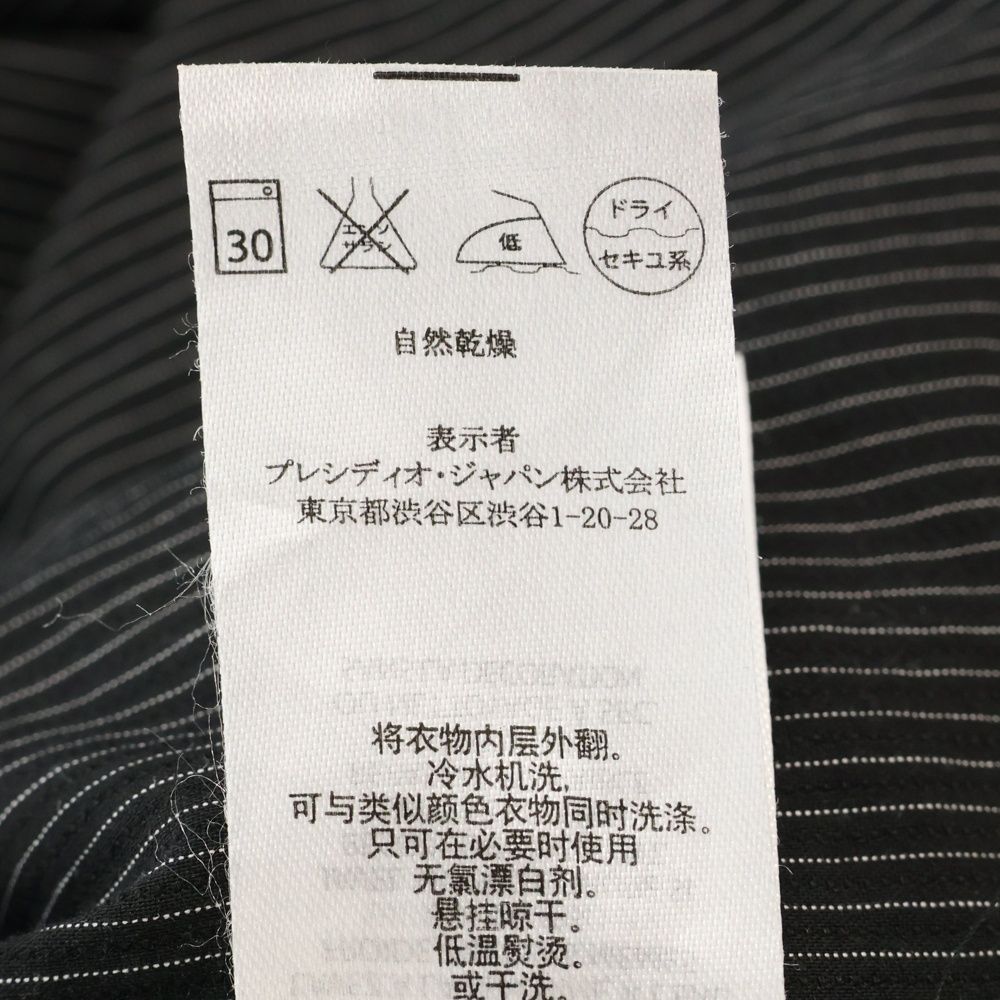 30
エンソ
サラシ
低
ドライ
セキユ系
自然乾燥
表示者
プレシディオ・ジャパン株式会社
東京都渋谷区渋谷1-20-28
将衣物内层外翻。
冷水机洗,
可与类似颜色衣物同时洗涤。
只可在必要时使用
无氯漂白剂。
悬挂晾干。
低温熨烫。
或干洗。